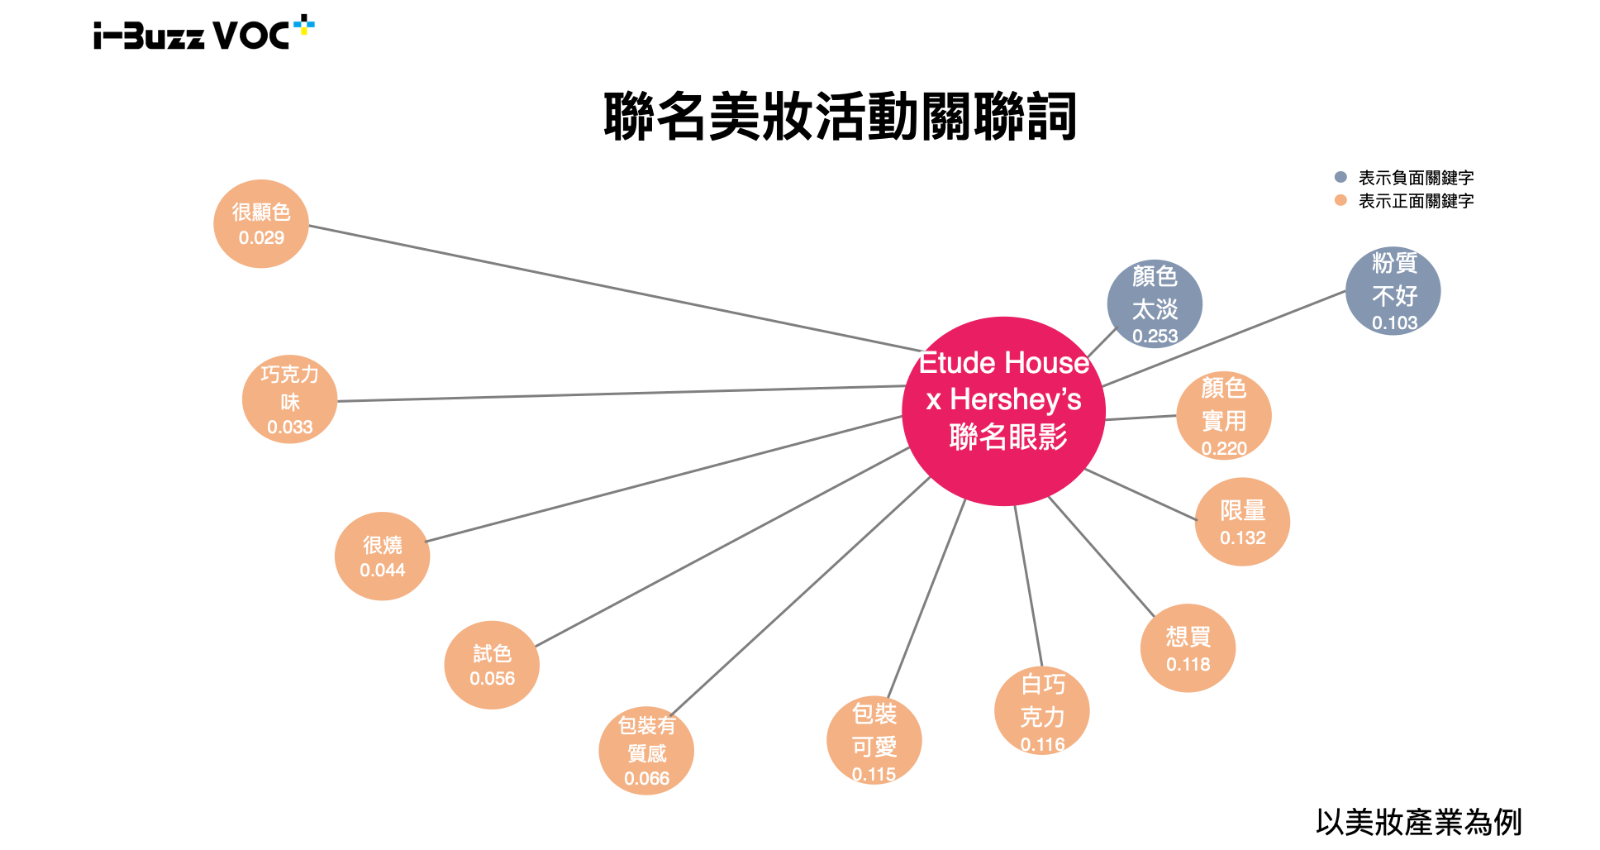 i-Buzz VOC+
聯名美妝活動關聯詞
表示負面關鍵字
表示正面關鍵字
很顯色
0.029
顏色
太淡
0.253
粉質
不好
0.103
巧克力
味
0.033
Etude House
x Hershey’s
聯名眼影
顏色
實用
0.220
限量
0.132
很燒
0.044
想買
0.118
試色
0.056
白巧
克力
0.116
包裝有
質感
0.066
包裝
可愛
0.115
以美妝產業為例